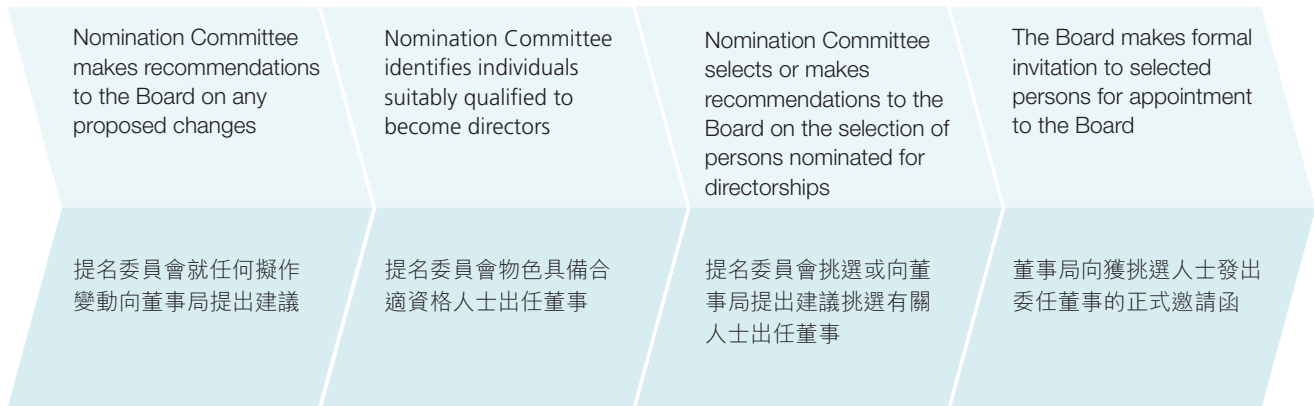 Nomination Committee
makes recommendations
to the Board on any
proposed changes
Nomination Committee
identifies individuals
suitably qualified to
become directors
Nomination Committee
selects or makes
recommendations to the
Board on the selection of
persons nominated for
directorships
The Board makes formal
invitation to selected
persons for appointment
to the Board
提名委員會就任何擬作
變動向董事局提出建議
提名委員會物色具備合
適資格人士出任董事
提名委員會挑選或向董
事局提出建議挑選有關
人士出任董事
董事局向獲挑選人士發出
委任董事的正式邀請函